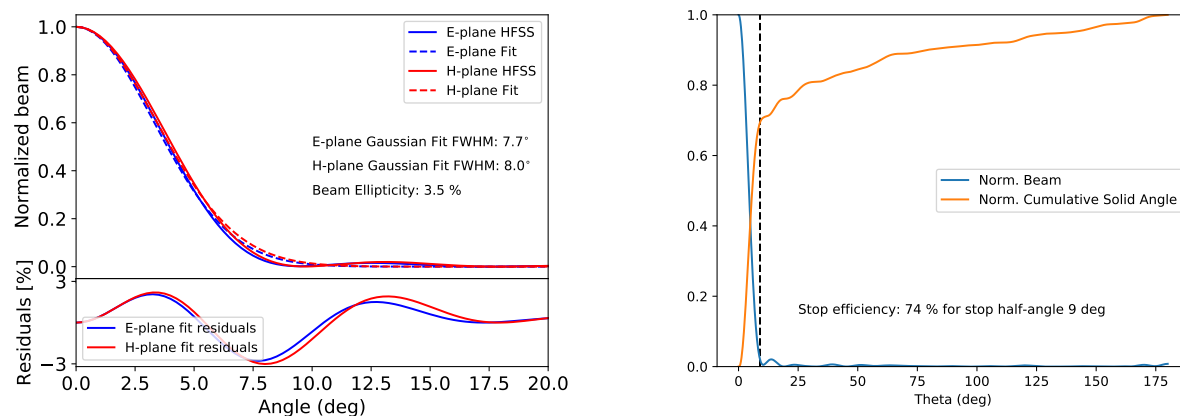 1.0
0.8
0.6
0.4
0.2
0.0
Normalized beam
E-plane HFSS
E-plane Fit
H-plane HFSS
H-plane Fit
E-plane Gaussian Fit FWHM: 7.7°
H-plane Gaussian Fit FWHM: 8.0°
Beam Ellipticity: 3.5 %
3
−3
Residuals [%]
E-plane fit residuals
H-plane fit residuals
0.0 2.5 5.0 7.5 10.0 12.5 15.0 17.5 20.0
Angle (deg)
1.0
0.8
0.6
0.4
0.2
0.0
Norm. Beam
Norm. Cumulative Solid Angle
Stop efficiency: 74 % for stop half-angle 9 deg
0 25 50 75 100 125 150 175
Theta (deg)